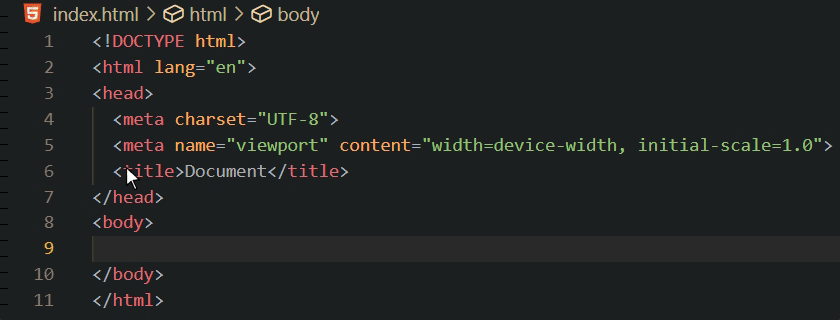 index.html > html > body
1 <!DOCTYPE html>
2 <html lang="en">
3 <head>
4 <meta charset="UTF-8">
5 <meta name="viewport" content="width=device-width, initial-scale=1.0">
6 <title>Document</title>
7 </head>
8 <body>
9
10 </body>
11 </html>